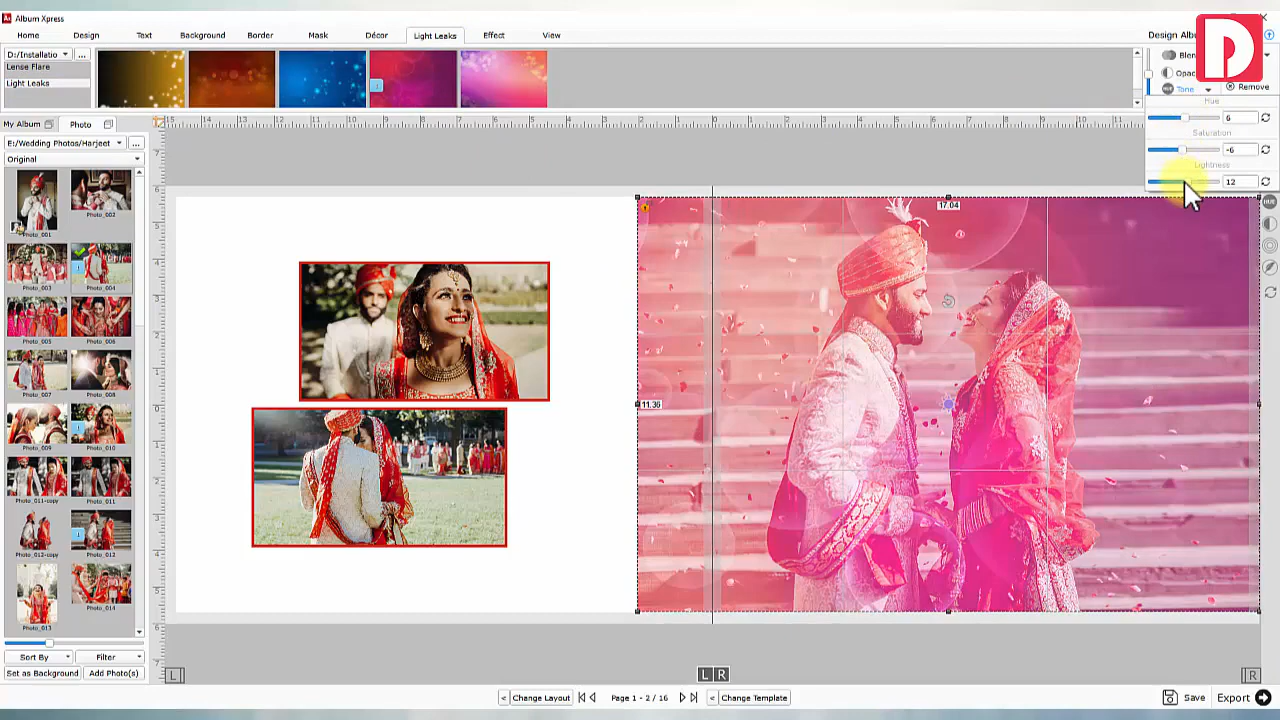 Album Xpress
Home Design Text Background Border Mask Décor Light Leaks Effect View
Design Albu
D:/Installatio ...
Lense Flare
Light Leaks
Blen
Opac
Tone Remove
Hue
6
Saturation
-6
Lightness
12
HUE
My Album Photo
E:/Wedding Photos/Harjeet ...
Original
Photo_001 Photo_002
Photo_003 Photo_004
Photo_005 Photo_006
Photo_007 Photo_008
Photo_009 Photo_010
Photo_011-copy Photo_011
Photo_012-copy Photo_012
Photo_013 Photo_014
17.04
11.36
Sort By Filter
Set as Background Add Photo(s)
L L R R
< Change Layout Page 1 - 2 / 16 < Change Template
Save Export